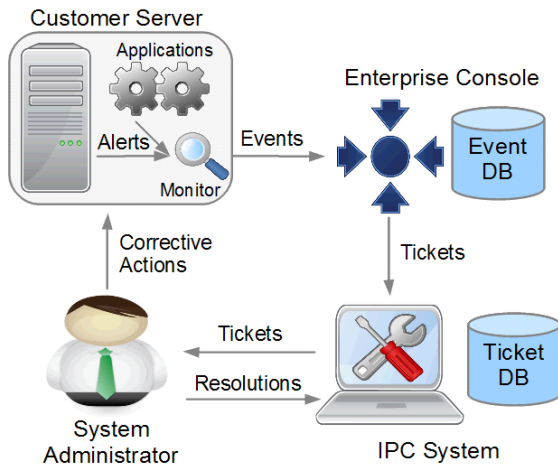 Customer Server
Applications
Alerts
Monitor
Events
Enterprise Console
Event
DB
Corrective
Actions
Tickets
Tickets
Resolutions
Ticket
DB
System
Administrator
IPC System